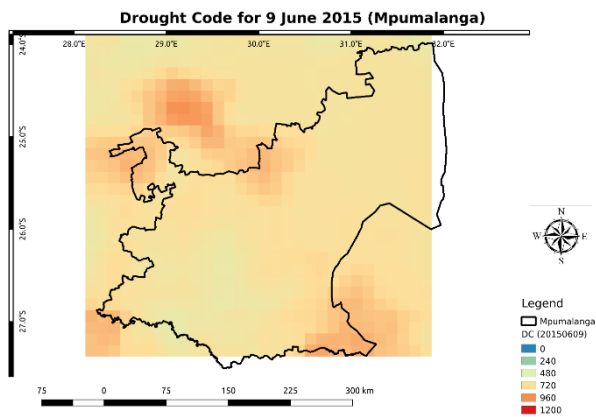 Drought Code for 9 June 2015 (Mpumalanga)
28.0°E 29.0°E 30.0°E 31.0°E 32.0°E
24.0°S
25.0°S
26.0°S
27.0°S
N
W E
S
Legend
Mpumalanga
DC (20150609)
0
240
480
720
960
1200
75 0 75 150 225 300 km